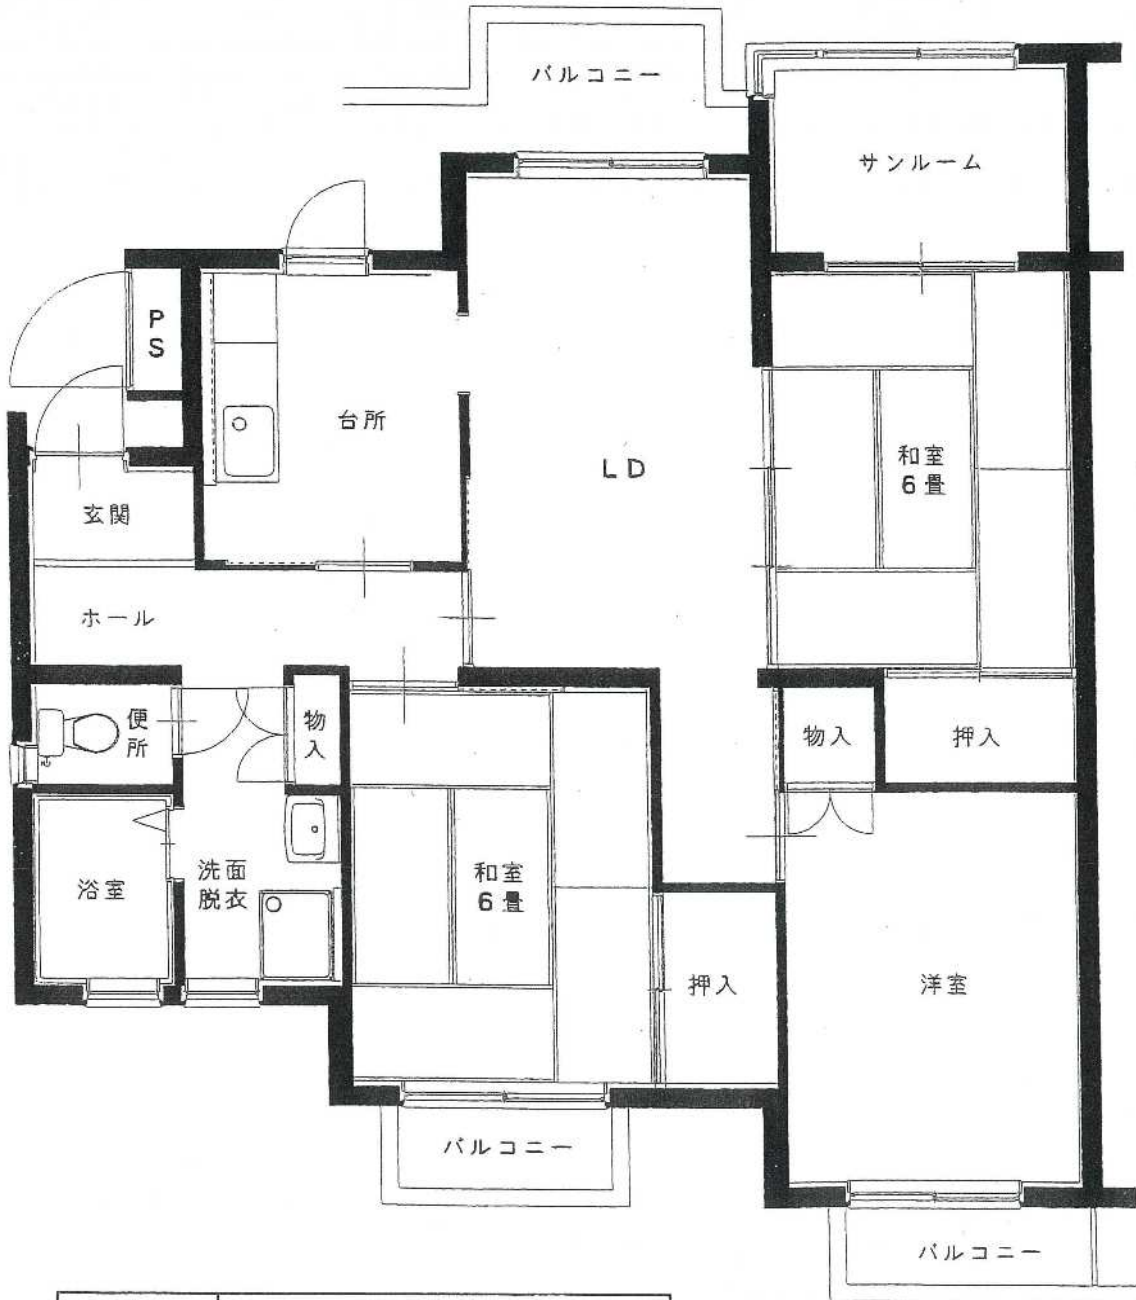 バルコニー
サンルーム
PS
台所
LD
和室
6畳
玄関
ホール
便所
物入
物入
押入
浴室
洗面
脱衣
和室
6畳
押入
洋室
バルコニー
バルコニー